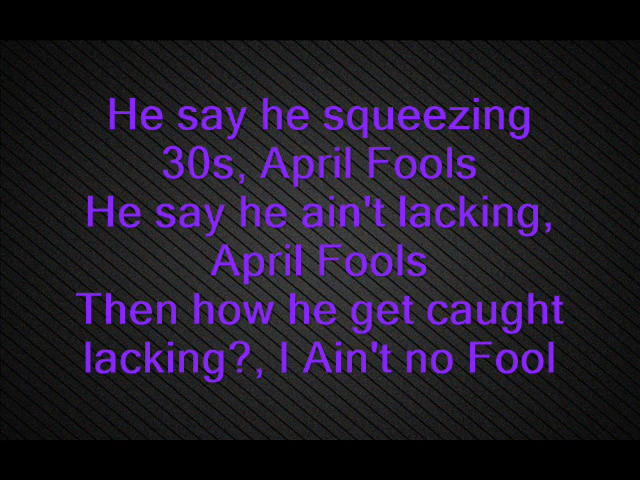 He say he squeezing
30s, April Fools
He say he ain't lacking,
April Fools
Then how he get caught
lacking?, I Ain't no Fool